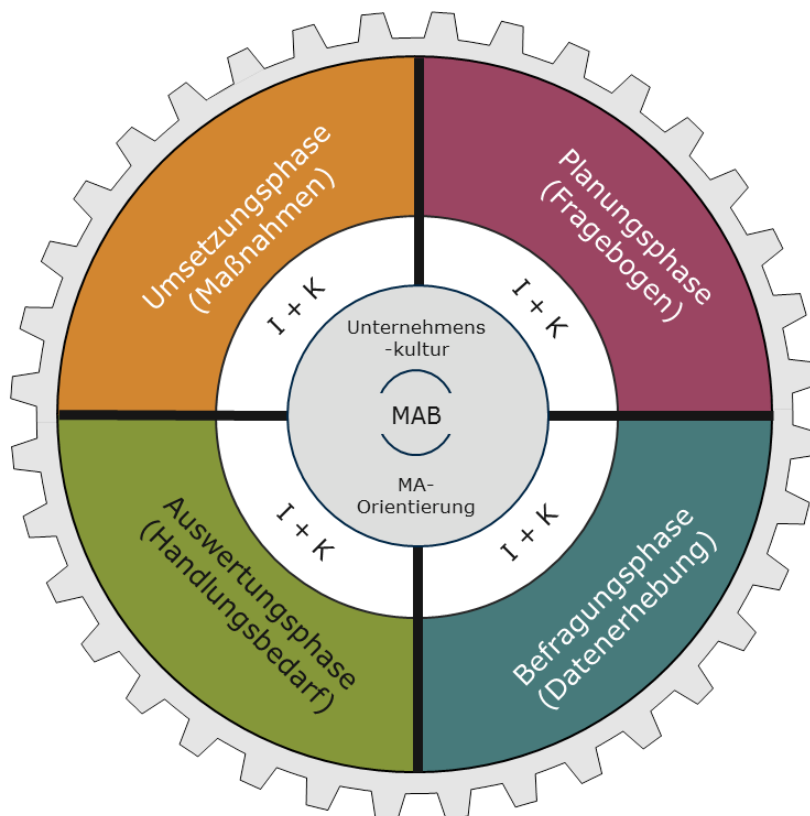 Umsetzungsphase
(Maßnahmen)
Planungsphase
(Fragebogen)
I + K
I + K
Unternehmens
-kultur
MAB
MA-
Orientierung
I + K
I + K
Auswertungsphase
(Handlungsbedarf)
Befragungsphase
(Datenerhebung)